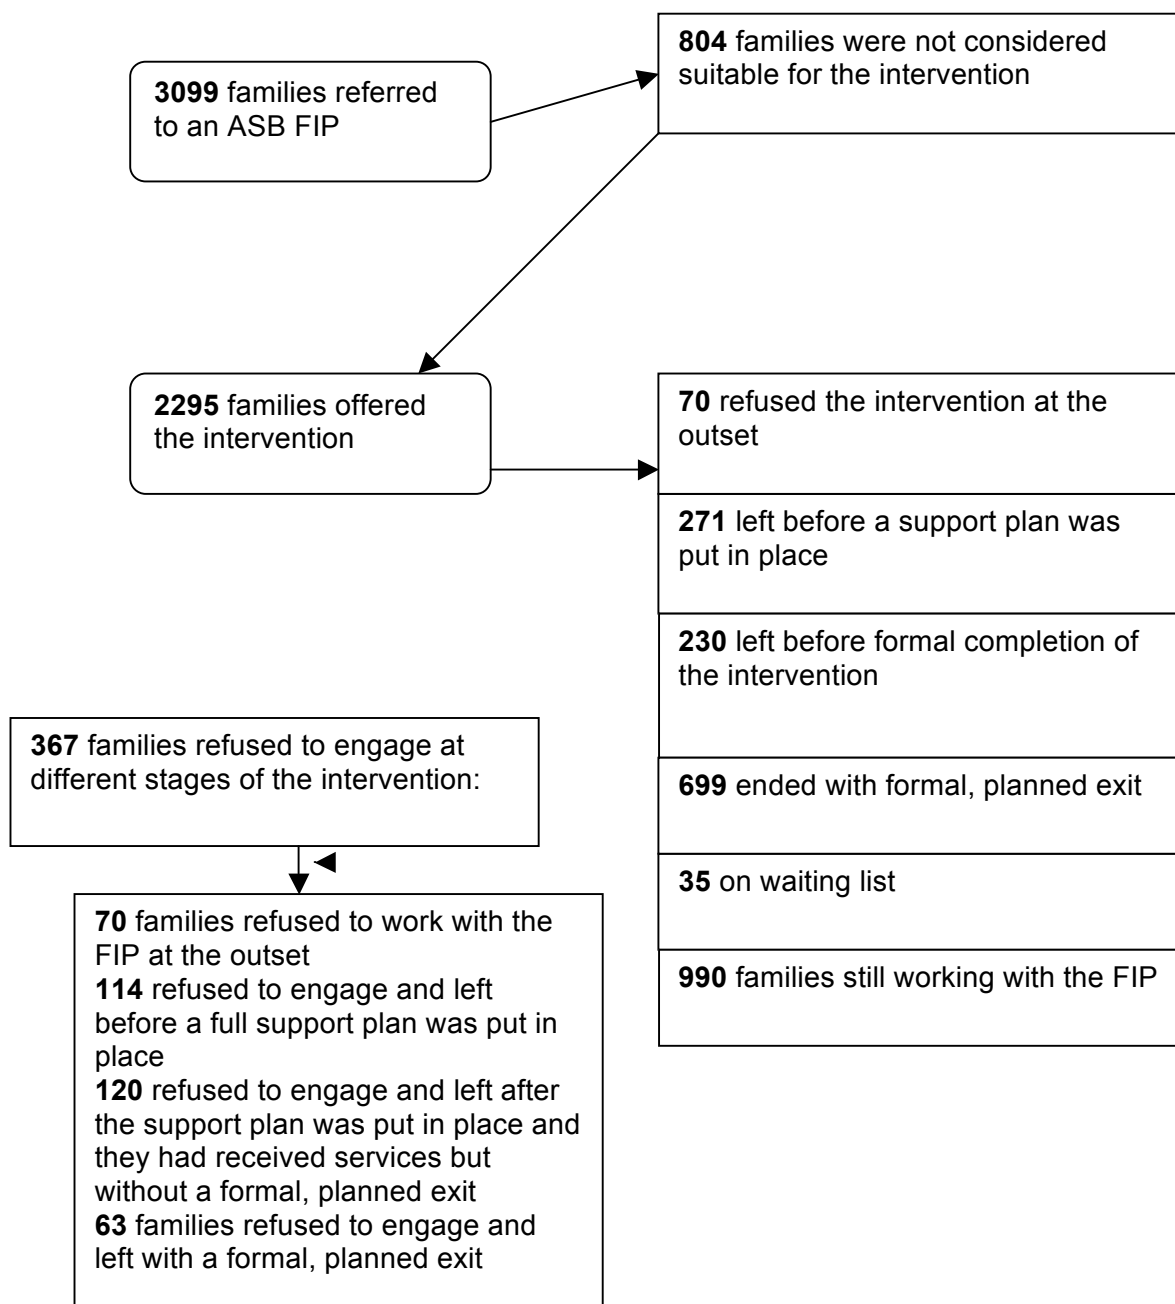 3099 families referred
to an ASB FIP
804 families were not considered
suitable for the intervention
2295 families offered
the intervention
70 refused the intervention at the
outset
271 left before a support plan was
put in place
230 left before formal completion of
the intervention
699 ended with formal, planned exit
35 on waiting list
990 families still working with the FIP
367 families refused to engage at
different stages of the intervention:
70 families refused to work with the
FIP at the outset
114 refused to engage and left
before a full support plan was put in
place
120 refused to engage and left after
the support plan was put in place and
they had received services but
without a formal, planned exit
63 families refused to engage and
left with a formal, planned exit